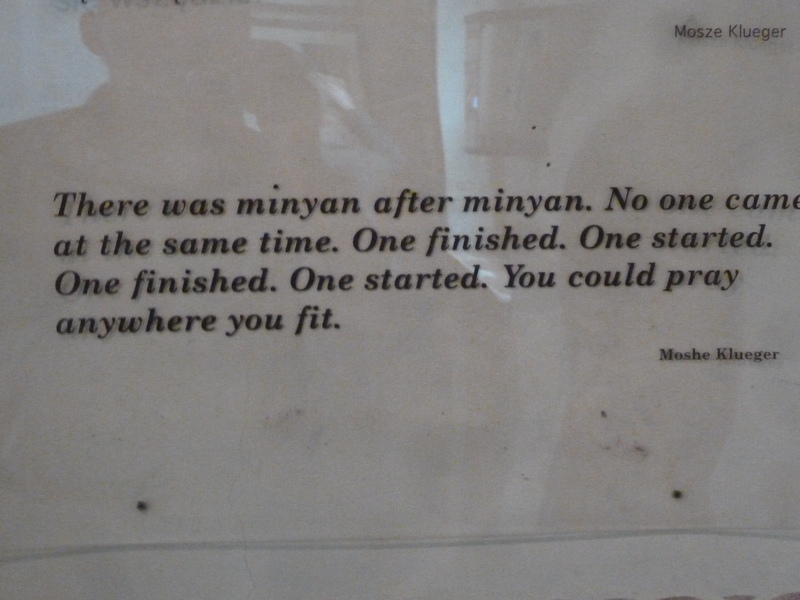 Mosze Klueger
There was minyan after minyan. No one came
at the same time. One finished. One started.
One finished. One started. You could pray
anywhere you fit.
Moshe Klueger